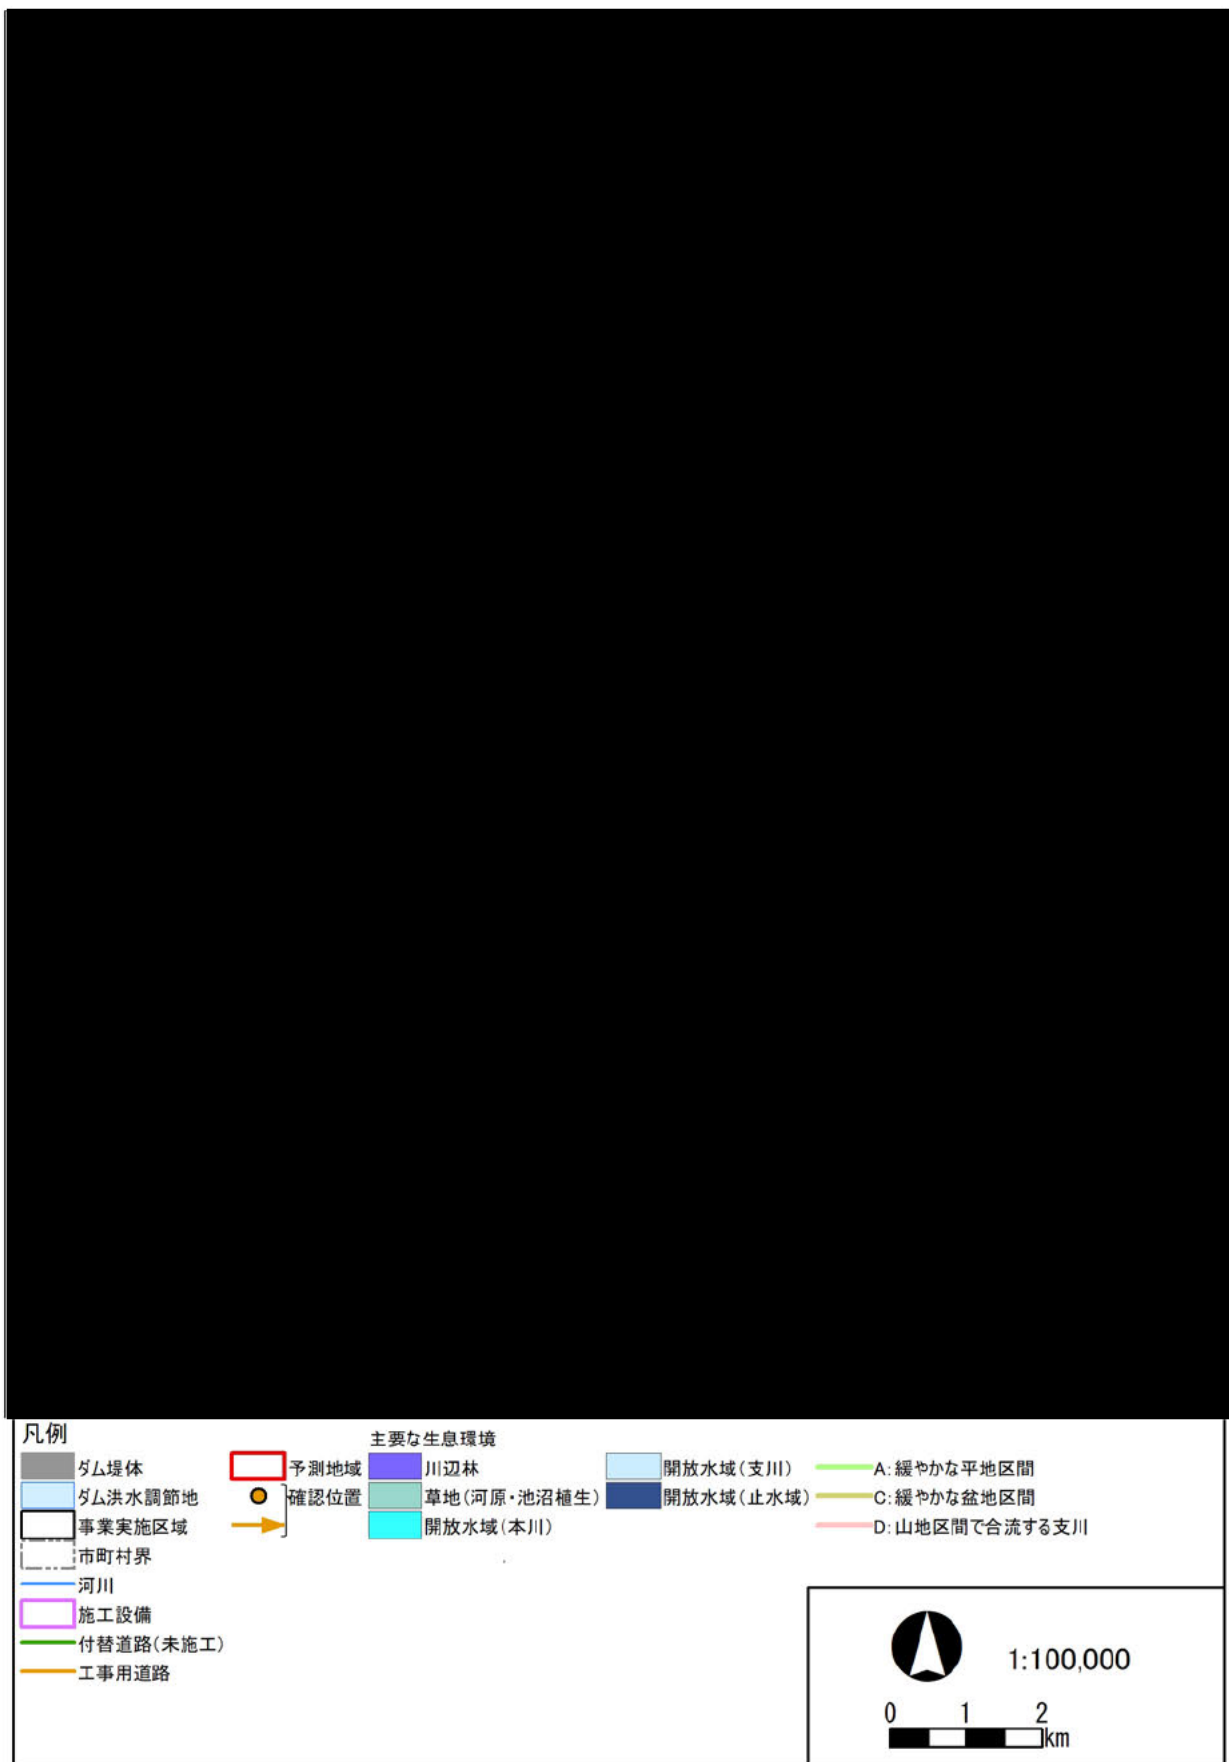 凡例
ダム堤体
ダム洪水調節地
事業実施区域
市町村界
河川
施工設備
付替道路(未施工)
工事用道路
予測地域
確認位置
主要な生息環境
川辺林
草地(河原・池沼植生)
開放水域(本川)
開放水域(支川)
開放水域(止水域)
A:緩やかな平地区間
C:緩やかな盆地区間
D:山地区間で合流する支川
1:100,000
0 1 2
km